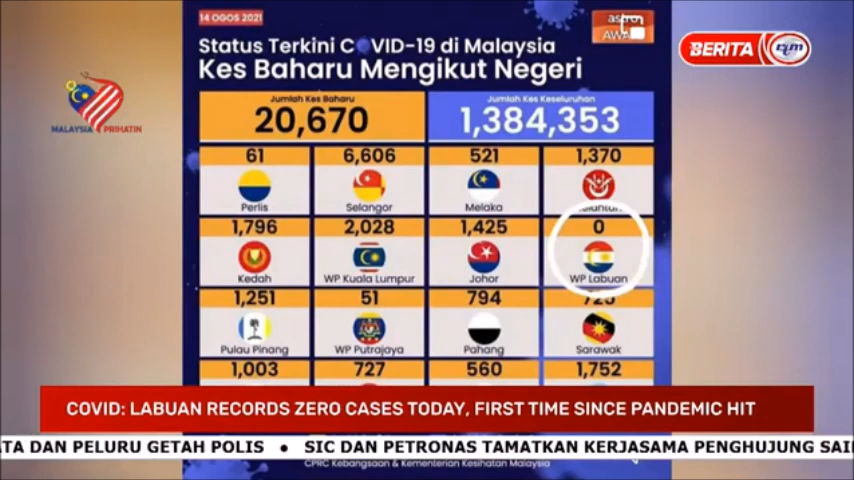 14 OGOS 2021
astro
AWANI
BERITA rtm
Status Terkini COVID-19 di Malaysia
Kes Baharu Mengikut Negeri
MALAYSIA PRIHATIN
Jumlah Kes Baharu
20,670
Jumlah Kes Keseluruhan
1,384,353
61 6,606 521 1,370
Perlis Selangor Melaka Kelantan
1,796 2,028 1,425 0
Kedah WP Kuala Lumpur Johor WP Labuan
1,251 51 794 725
Pulau Pinang WP Putrajaya Pahang Sarawak
1,003 727 560 1,752
COVID: LABUAN RECORDS ZERO CASES TODAY, FIRST TIME SINCE PANDEMIC HIT
ATA DAN PELURU GETAH POLIS • SIC DAN PETRONAS TAMATKAN KERJASAMA PENGHUJUNG SAI
CPRC Kebangsaan & Kementerian Kesihatan Malaysia